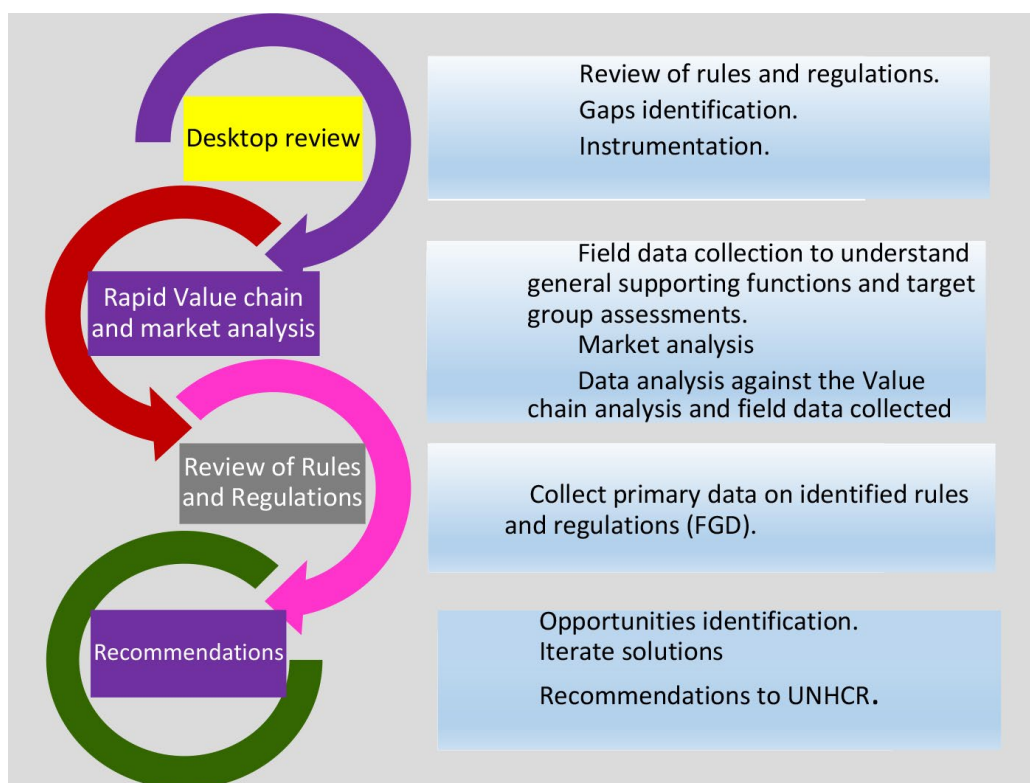 Desktop review
Review of rules and regulations.
Gaps identification.
Instrumentation.
Rapid Value chain
and market analysis
Field data collection to understand
general supporting functions and target
group assessments.
Market analysis
Data analysis against the Value
chain analysis and field data collected
Review of Rules
and Regulations
Collect primary data on identified rules
and regulations (FGD).
Recommendations
Opportunities identification.
Iterate solutions
Recommendations to UNHCR.